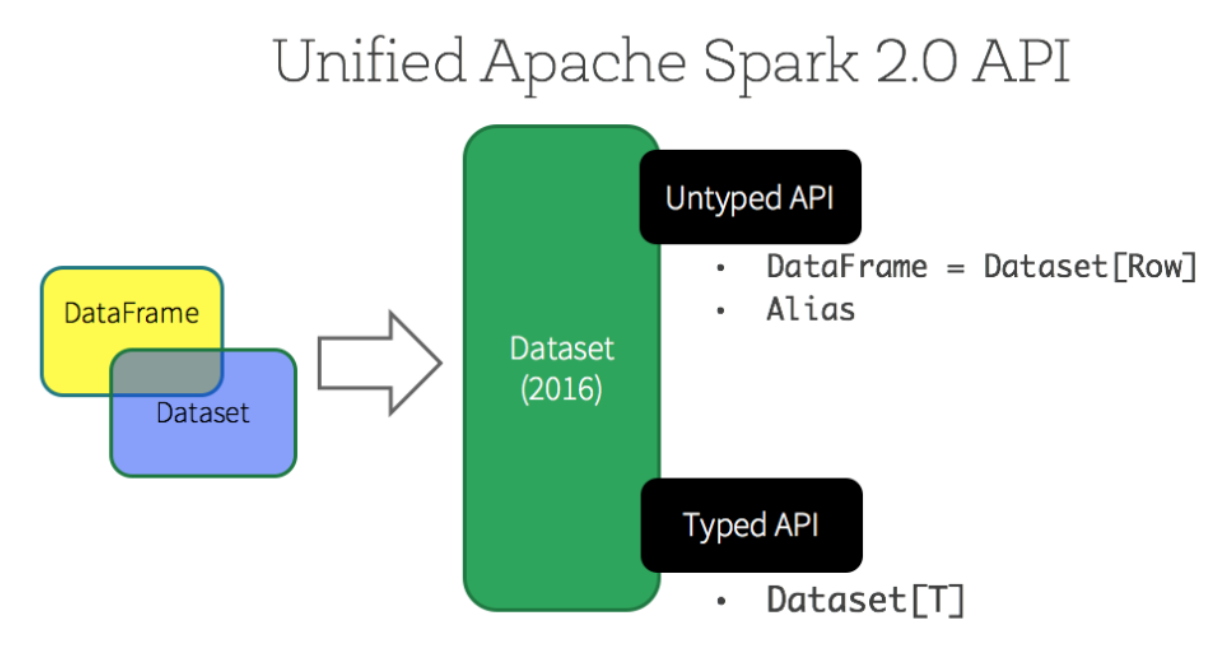 Unified Apache Spark 2.0 API
DataFrame
Dataset
Dataset
(2016)
Untyped API
• DataFrame = Dataset[Row]
• Alias
Typed API
• Dataset[T]